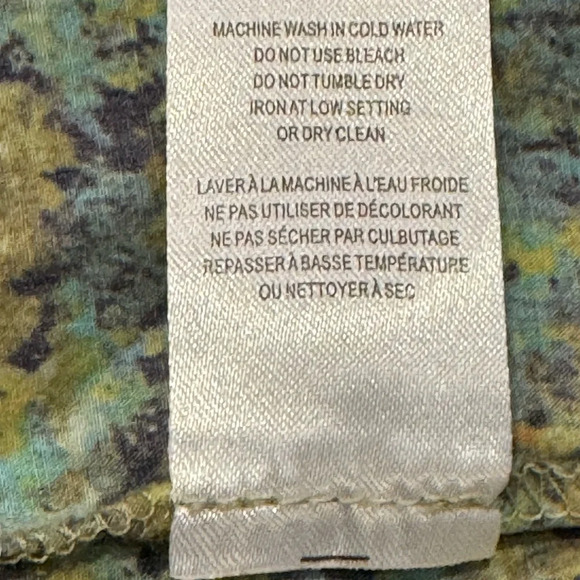 MACHINE WASH IN COLD WATER
DO NOT USE BLEACH
DO NOT TUMBLE DRY
IRON AT LOW SETTING
OR DRY CLEAN
LAVER À LA MACHINE À L'EAU FROIDE
NE PAS UTILISER DE DÉCOLORANT
NE PAS SÉCHER PAR CULBUTAGE
REPASSER À BASSE TEMPÉRATURE
OU NETTOYER À SEC